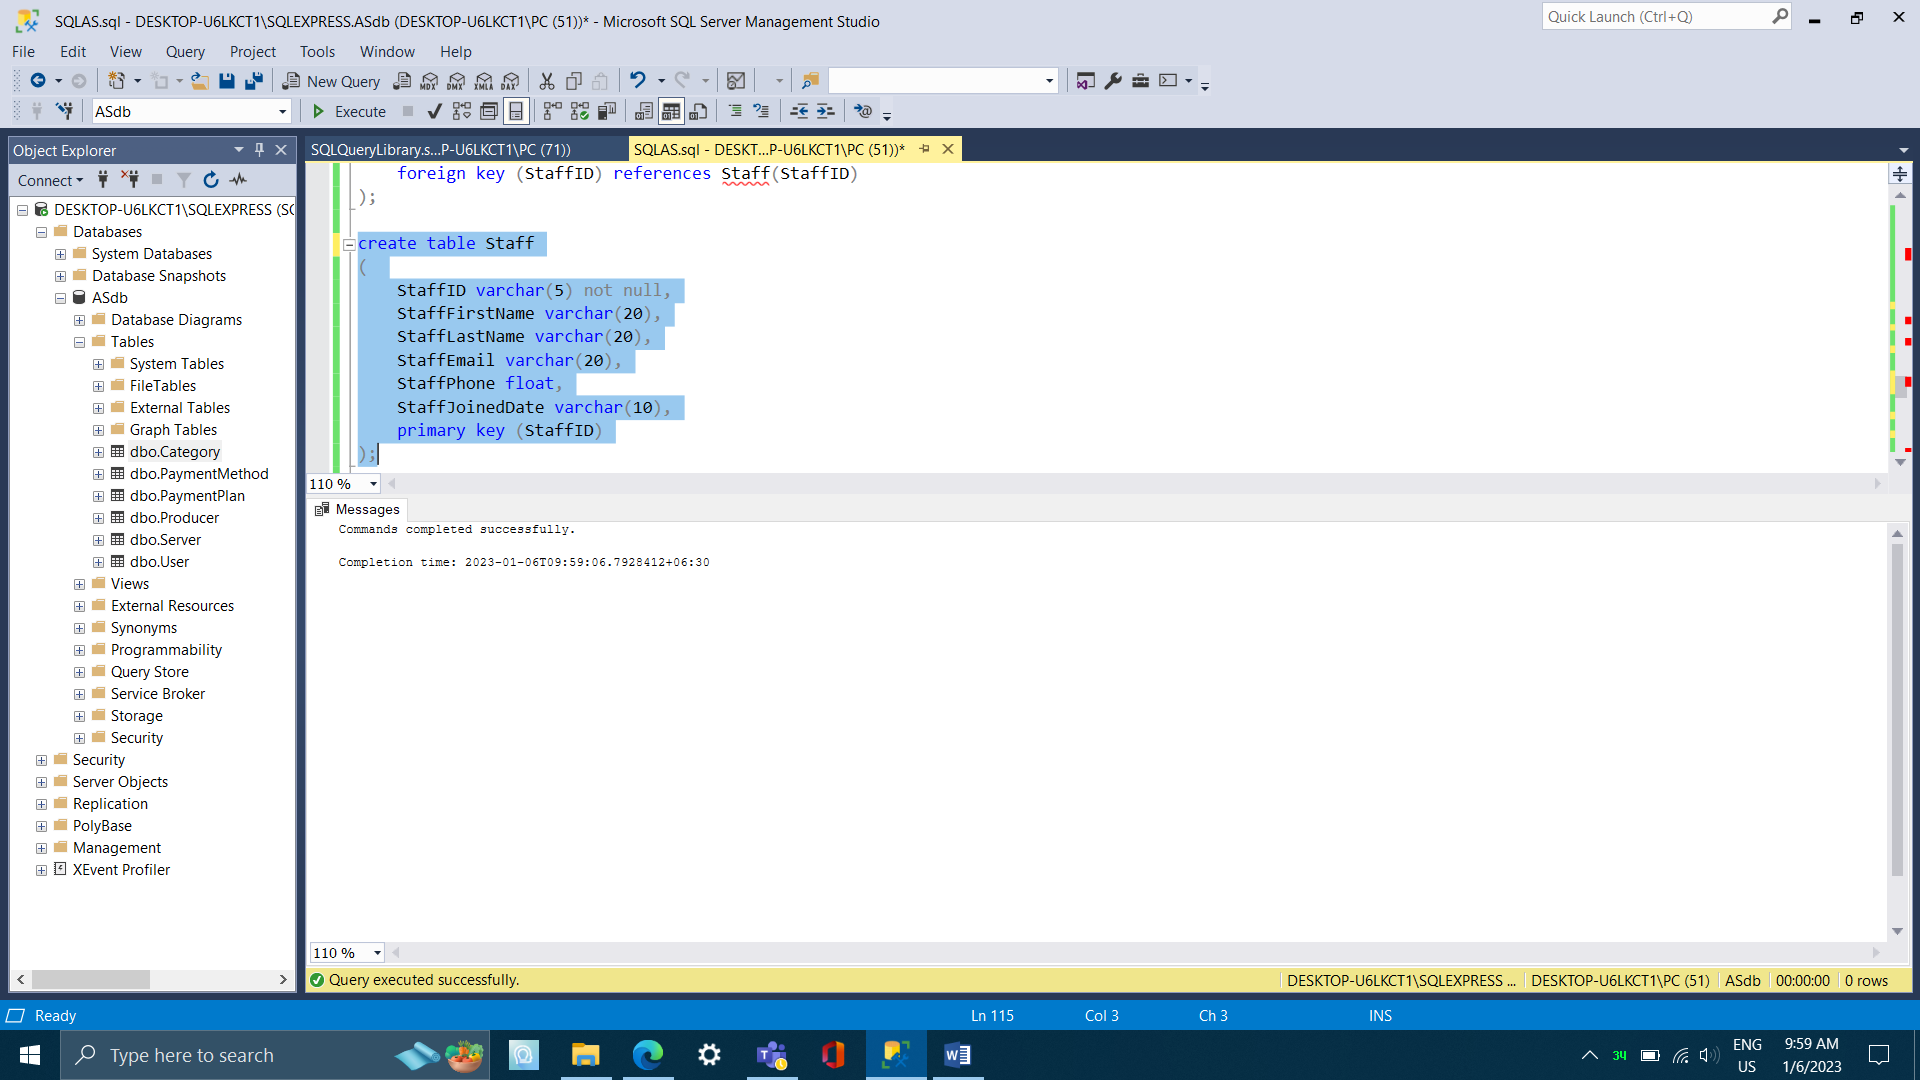 SQLAS.sql - DESKTOP-U6LKCT1\SQLEXPRESS.ASdb (DESKTOP-U6LKCT1\PC (51))* - Microsoft SQL Server Management Studio
Quick Launch (Ctrl+Q)
File Edit View Query Project Tools Window Help
New Query MDX DMX XMLA DAX
ASdb Execute
Object Explorer
Connect
DESKTOP-U6LKCT1\SQLEXPRESS (SQ
Databases
System Databases
Database Snapshots
ASdb
Database Diagrams
Tables
System Tables
FileTables
External Tables
Graph Tables
dbo.Category
dbo.PaymentMethod
dbo.PaymentPlan
dbo.Producer
dbo.Server
dbo.User
Views
External Resources
Synonyms
Programmability
Query Store
Service Broker
Storage
Security
Security
Server Objects
Replication
PolyBase
Management
XEvent Profiler
SQLQueryLibrary.s...P-U6LKCT1\PC (71))
SQLAS.sql - DESKT...P-U6LKCT1\PC (51))*
foreign key (StaffID) references Staff(StaffID)
);
create table Staff
(
StaffID varchar(5) not null,
StaffFirstName varchar(20),
StaffLastName varchar(20),
StaffEmail varchar(20),
StaffPhone float,
StaffJoinedDate varchar(10),
primary key (StaffID)
);
110 %
Messages
Commands completed successfully.
Completion time: 2023-01-06T09:59:06.7928412+06:30
110 %
Query executed successfully.
DESKTOP-U6LKCT1\SQLEXPRESS ... DESKTOP-U6LKCT1\PC (51) ASdb 00:00:00 0 rows
Ready Ln 115 Col 3 Ch 3 INS
Type here to search
34
ENG
US
9:59 AM
1/6/2023